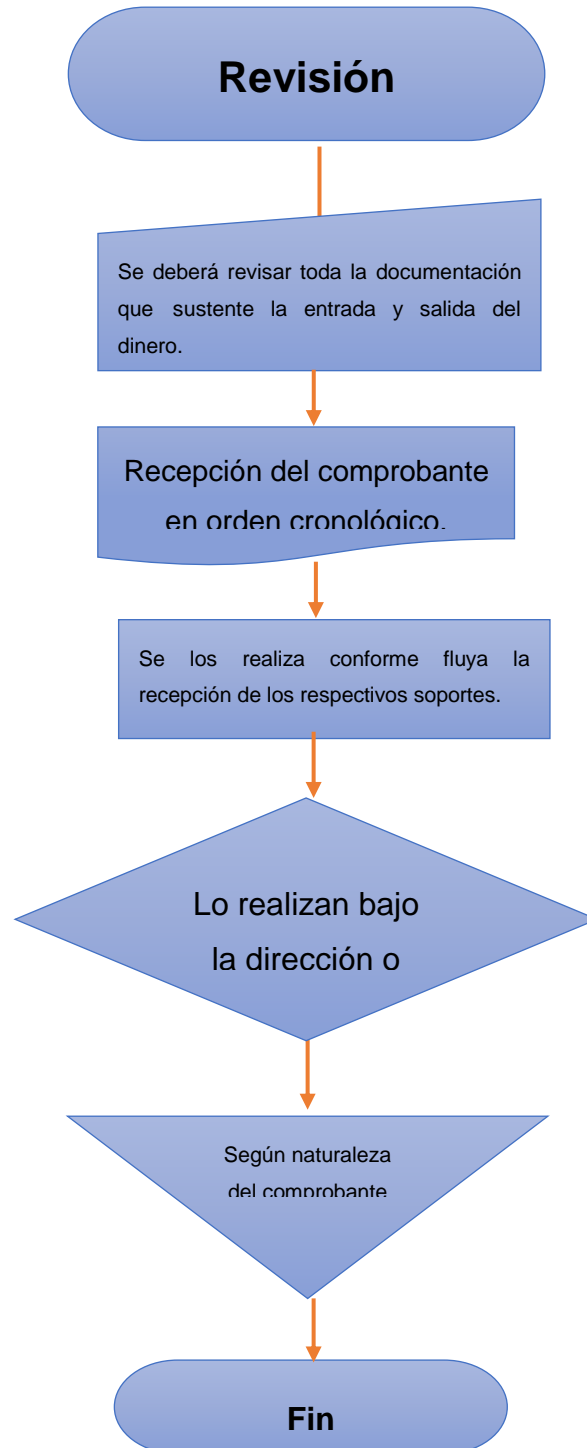 Revisión
Se deberá revisar toda la documentación
que sustente la entrada y salida del
dinero.
Recepción del comprobante
en orden cronológico.
Se los realiza conforme fluya la
recepción de los respectivos soportes.
Lo realizan bajo
la dirección o
Según naturaleza
del comprobante
Fin